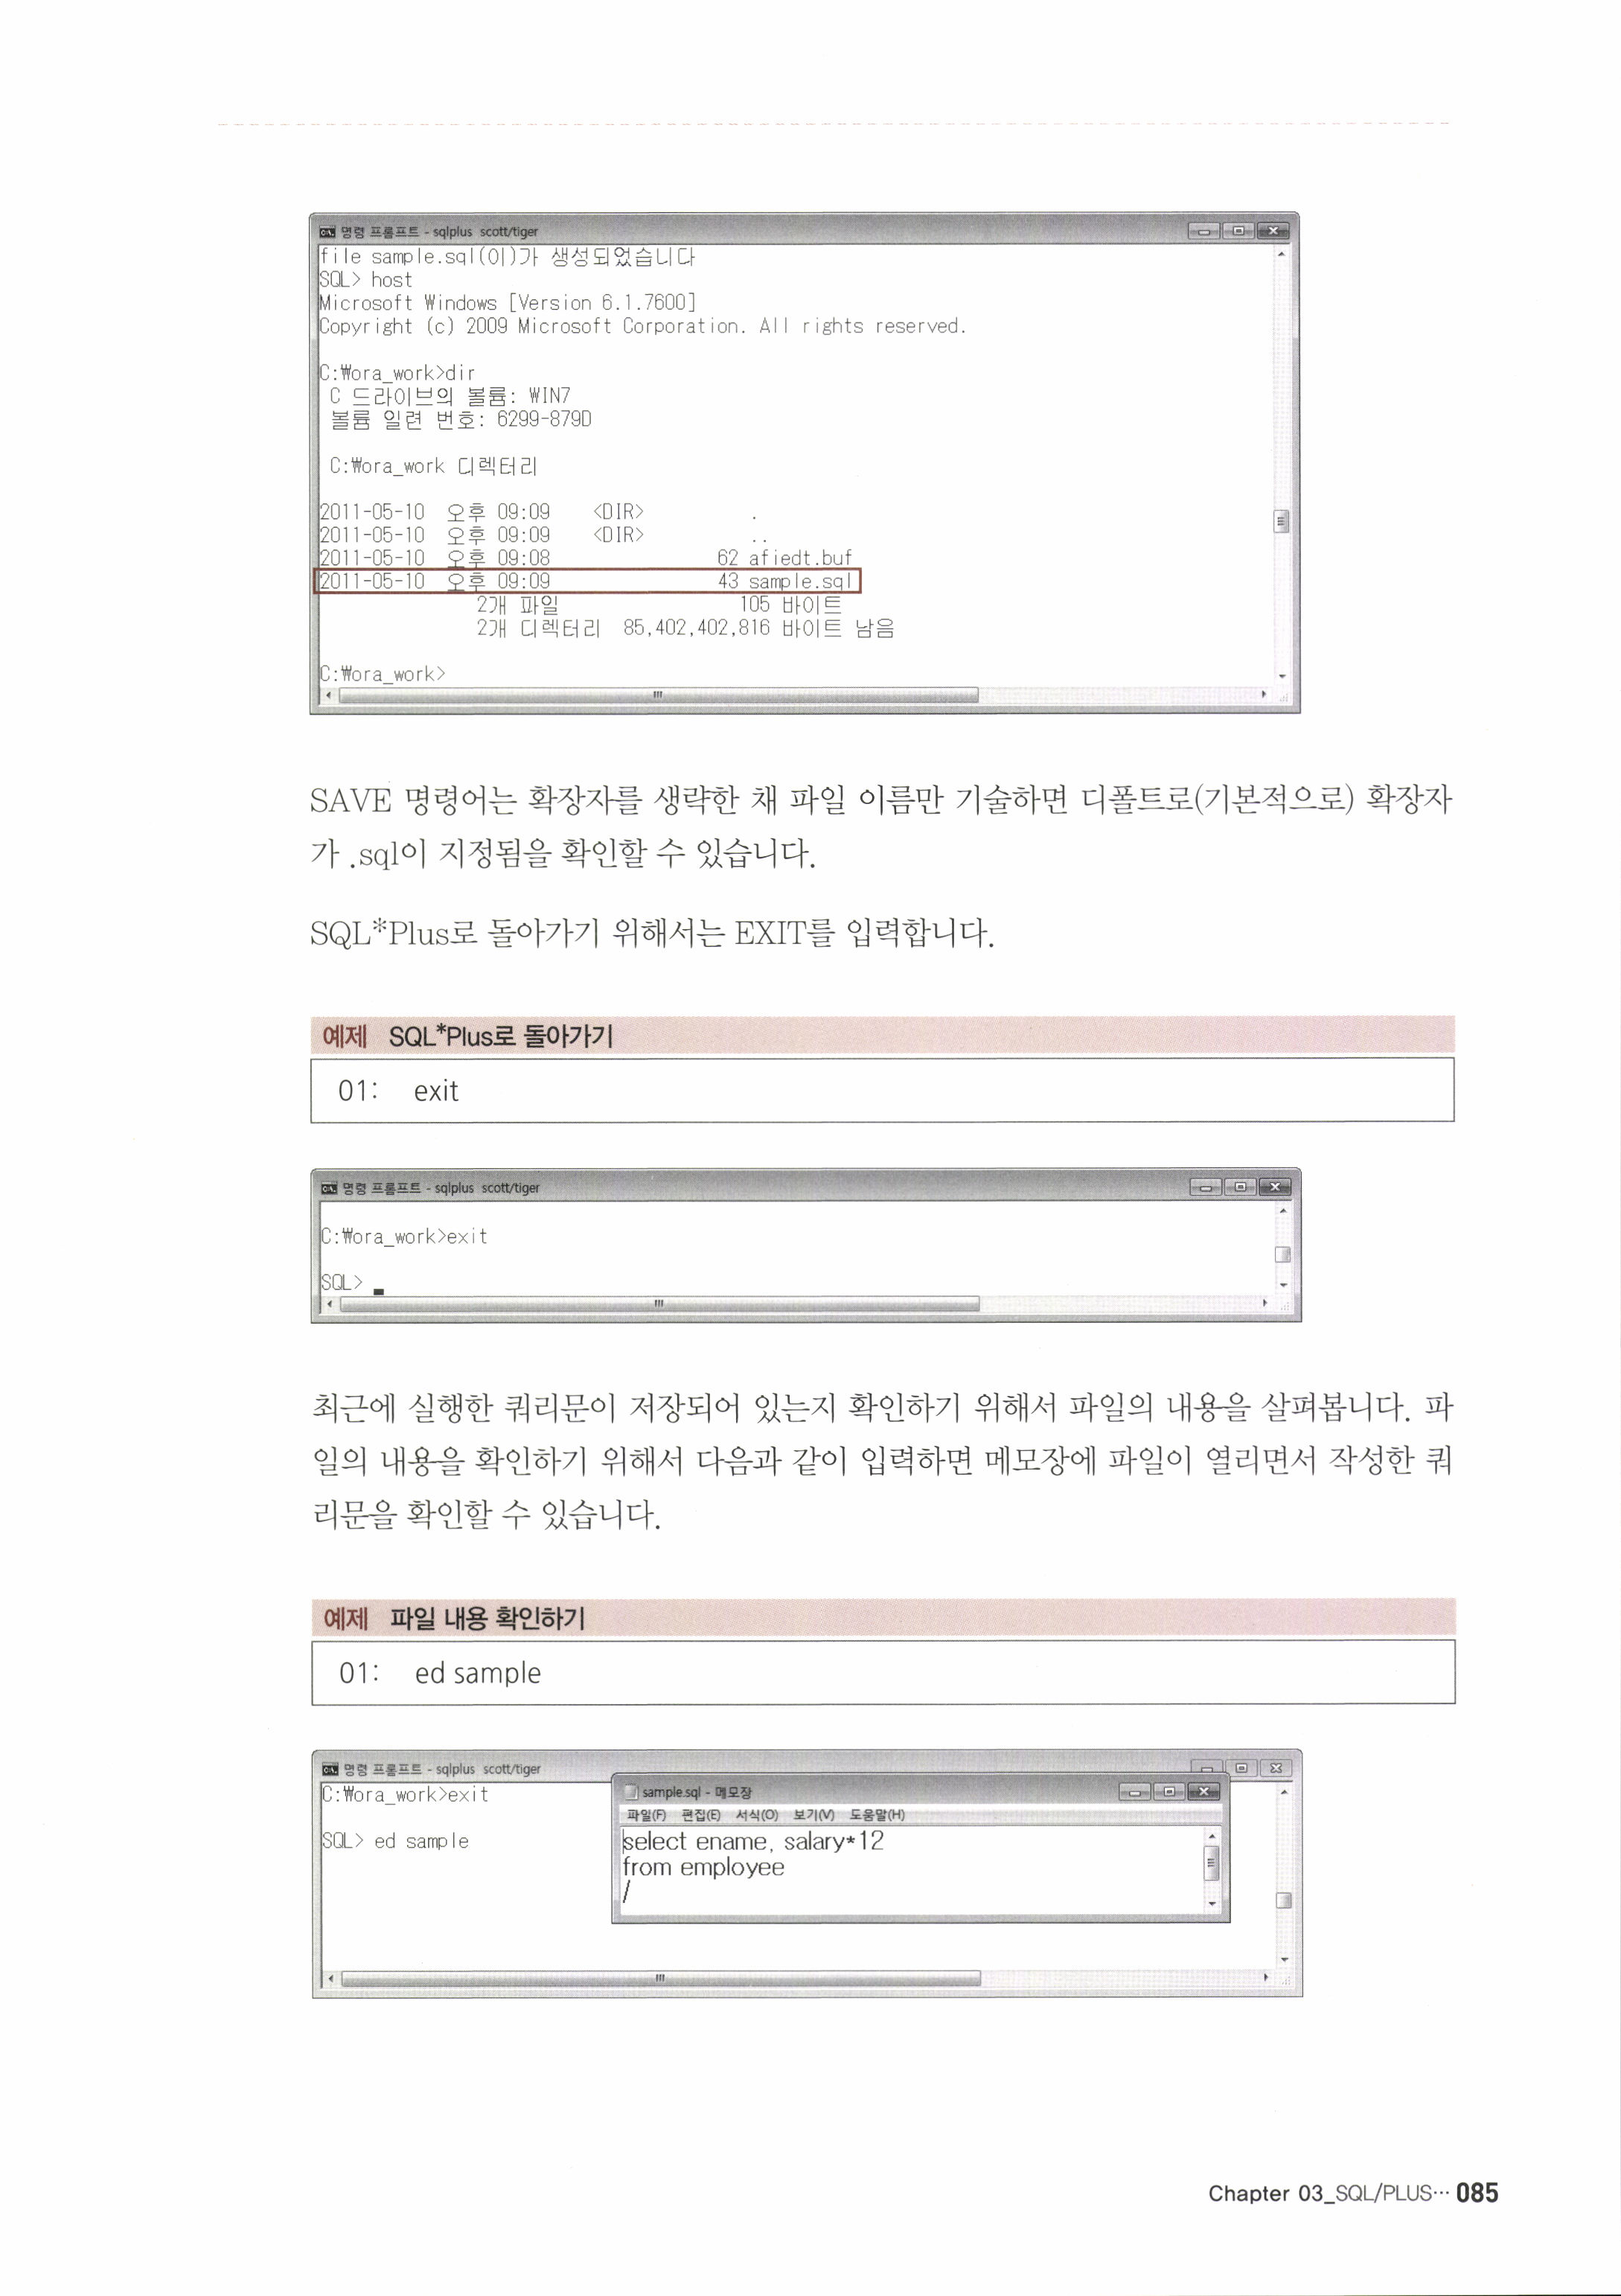 명령 프롬프트 - sqlplus scott/tiger
file sample.sql(이)가 생성되었습니다
SQL> host
Microsoft Windows [Version 6.1.7600]
Copyright (c) 2009 Microsoft Corporation. All rights reserved.
C:₩ora_work>dir
C 드라이브의 볼륨: WIN7
볼륨 일련 번호: 6299-879D
C:₩ora_work 디렉터리
2011-05-10 오후 09:09 <DIR> .
2011-05-10 오후 09:09 <DIR> ..
2011-05-10 오후 09:08 62 afiedt.buf
2011-05-10 오후 09:09 43 sample.sql
2개 파일 105 바이트
2개 디렉터리 85,402,402,816 바이트 남음
C:₩ora_work>
SAVE 명령어는 확장자를 생략한 채 파일 이름만 기술하면 디폴트로(기본적으로) 확장자
가 .sql이 지정됨을 확인할 수 있습니다.
SQL*Plus로 돌아가기 위해서는 EXIT를 입력합니다.
예제 SQL*Plus로 돌아가기
01: exit
명령 프롬프트 - sqlplus scott/tiger
C:₩ora_work>exit
SQL>
최근에 실행한 쿼리문이 저장되어 있는지 확인하기 위해서 파일의 내용을 살펴봅니다. 파
일의 내용을 확인하기 위해서 다음과 같이 입력하면 메모장에 파일이 열리면서 작성한 쿼
리문을 확인할 수 있습니다.
예제 파일 내용 확인하기
01: ed sample
명령 프롬프트 - sqlplus scott/tiger
C:₩ora_work>exit
SQL> ed sample
sample.sql - 메모장
파일(F) 편집(E) 서식(O) 보기(V) 도움말(H)
select ename, salary*12
from employee
/
Chapter 03_SQL/PLUS··· 085